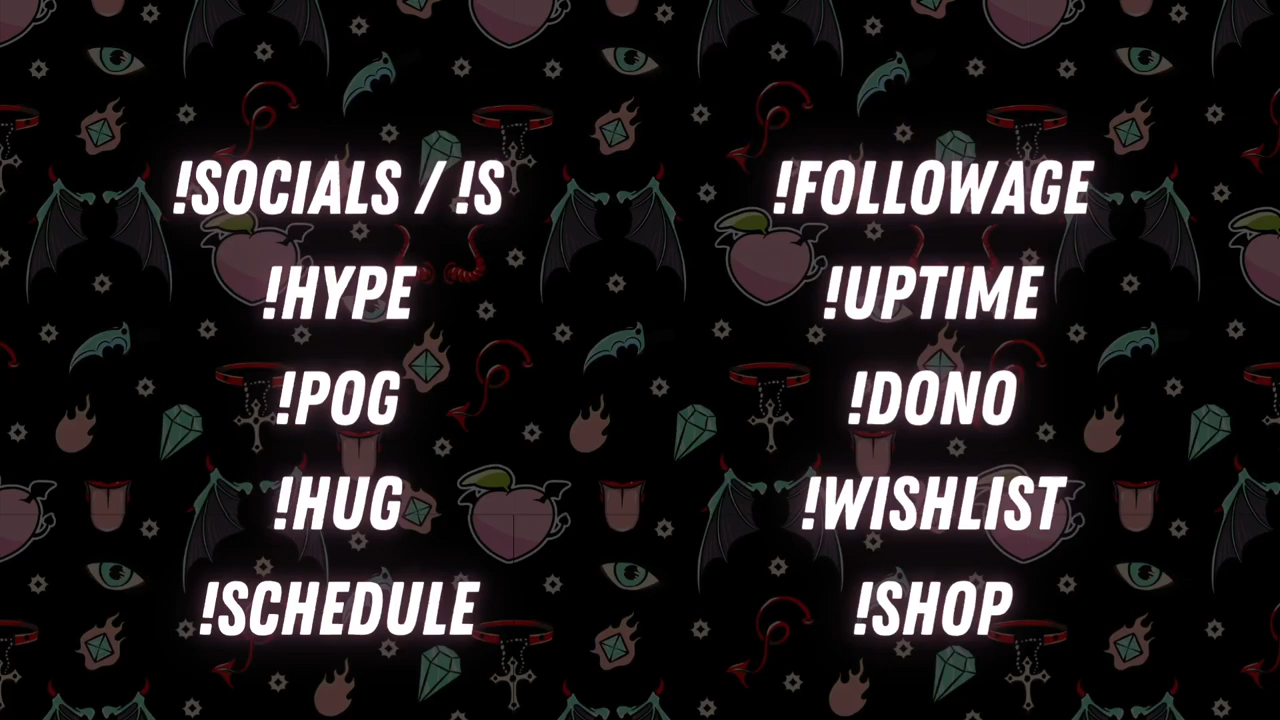 !SOCIALS / !S
!HYPE
!POG
!HUG
!SCHEDULE
!FOLLOWAGE
!UPTIME
!DONO
!WISHLIST
!SHOP